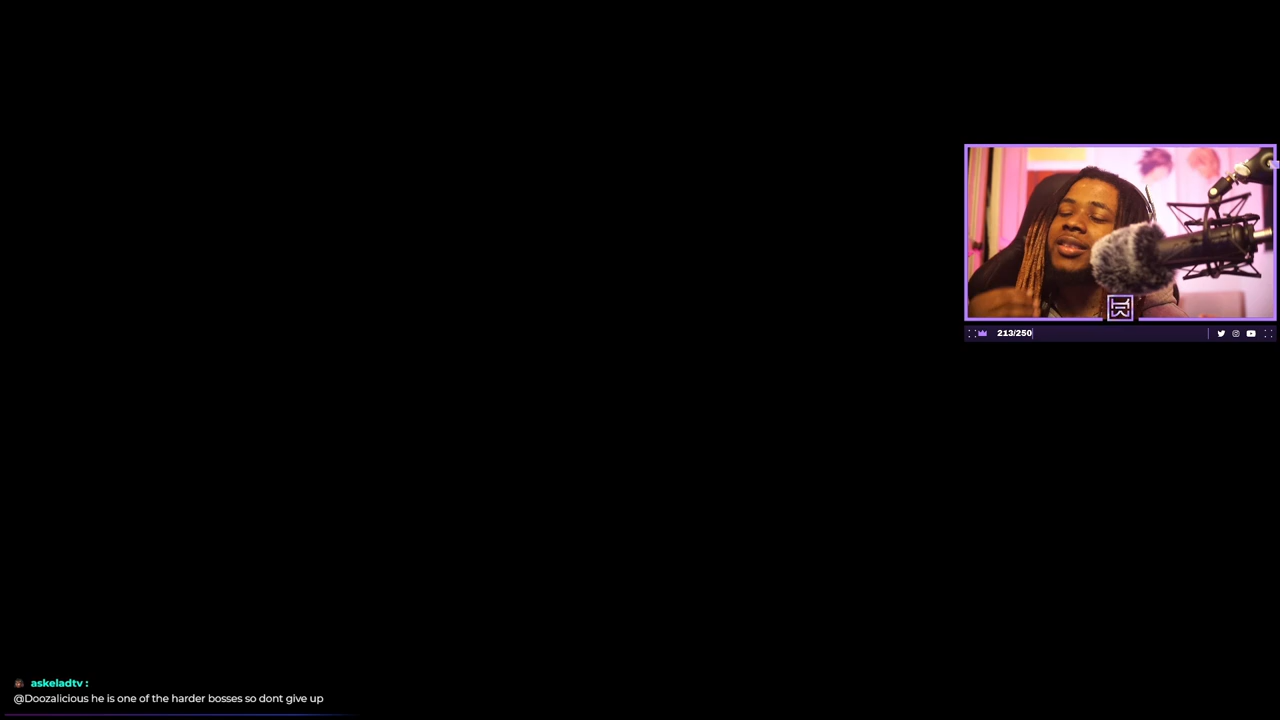 213/250
askeladtv :
@Doozalicious he is one of the harder bosses so dont give up